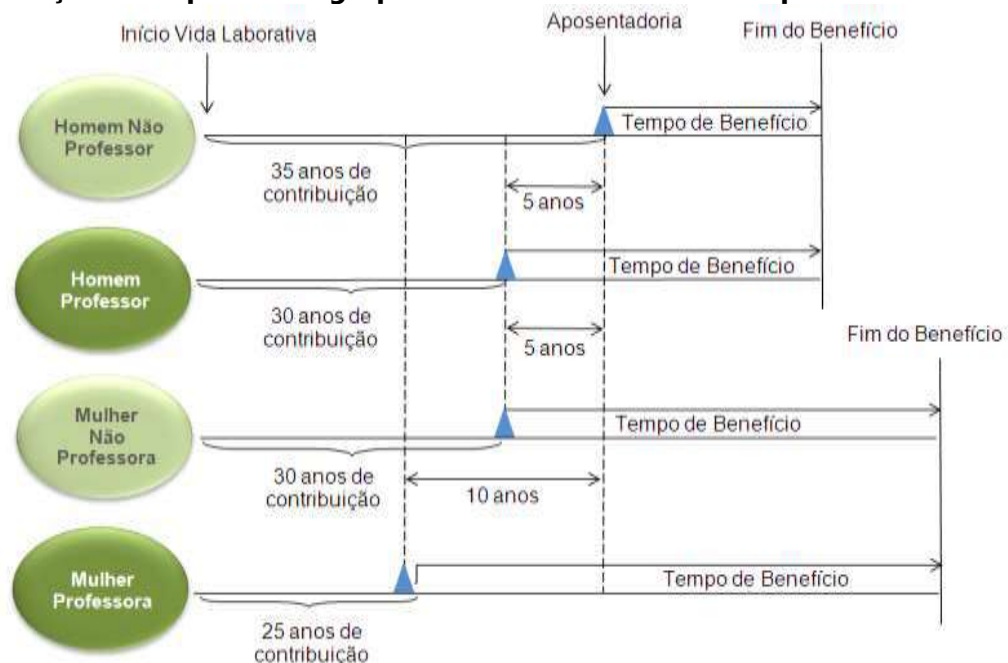 Início Vida Laborativa
Aposentadoria
Fim do Benefício
Homem Não
Professor
Tempo de Benefício
35 anos de
contribuição
5 anos
Homem
Professor
Tempo de Benefício
30 anos de
contribuição
5 anos
Fim do Benefício
Mulher
Não
Professora
Tempo de Benefício
30 anos de
contribuição
10 anos
Mulher
Professora
Tempo de Benefício
25 anos de
contribuição